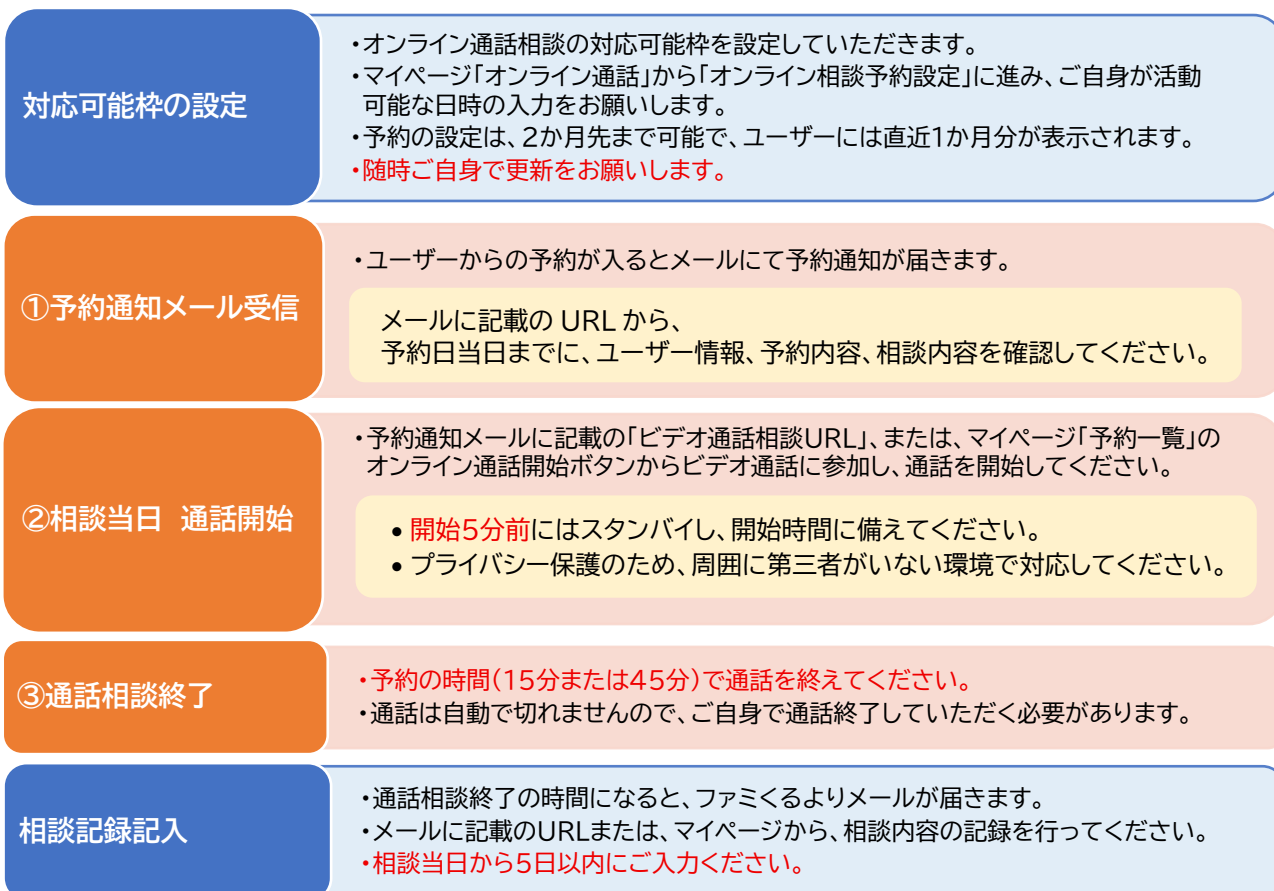 対応可能枠の設定
・オンライン通話相談の対応可能枠を設定していただきます。
・マイページ「オンライン通話」から「オンライン相談予約設定」に進み、ご自身が活動
可能な日時の入力をお願いします。
・予約の設定は、2か月先まで可能で、ユーザーには直近1か月分が表示されます。
・随時ご自身で更新をお願いします。
①予約通知メール受信
・ユーザーからの予約が入るとメールにて予約通知が届きます。
メールに記載の URL から、
予約日当日までに、ユーザー情報、予約内容、相談内容を確認してください。
②相談当日 通話開始
・予約通知メールに記載の「ビデオ通話相談URL」、または、マイページ「予約一覧」の
オンライン通話開始ボタンからビデオ通話に参加し、通話を開始してください。
• 開始5分前にはスタンバイし、開始時間に備えてください。
• プライバシー保護のため、周囲に第三者がいない環境で対応してください。
③通話相談終了
・予約の時間(15分または45分)で通話を終えてください。
・通話は自動で切れませんので、ご自身で通話終了していただく必要があります。
相談記録記入
・通話相談終了の時間になると、ファミくるよりメールが届きます。
・メールに記載のURLまたは、マイページから、相談内容の記録を行ってください。
・相談当日から5日以内にご入力ください。